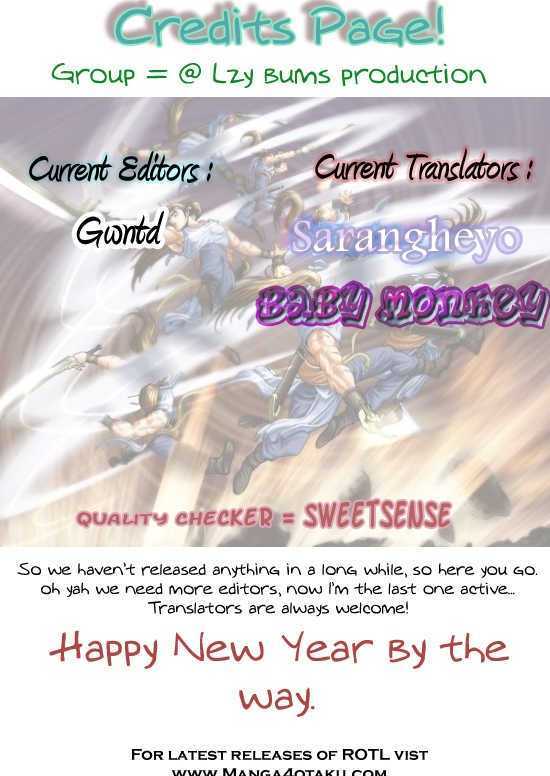 Credits Page!
Group = @ Lzy Bums production
Current Editors :
Current Translators :
Gwntd
Sarangheyo
Baby Monkey
Quality Checker = Sweetsense
So we haven't released anything in a long while, so here you go.
oh yah we need more editors, now I'm the last one active...
Translators are always welcome!
Happy New Year By the
way.
For latest releases of ROTL vist
www.Manga4otaku.com